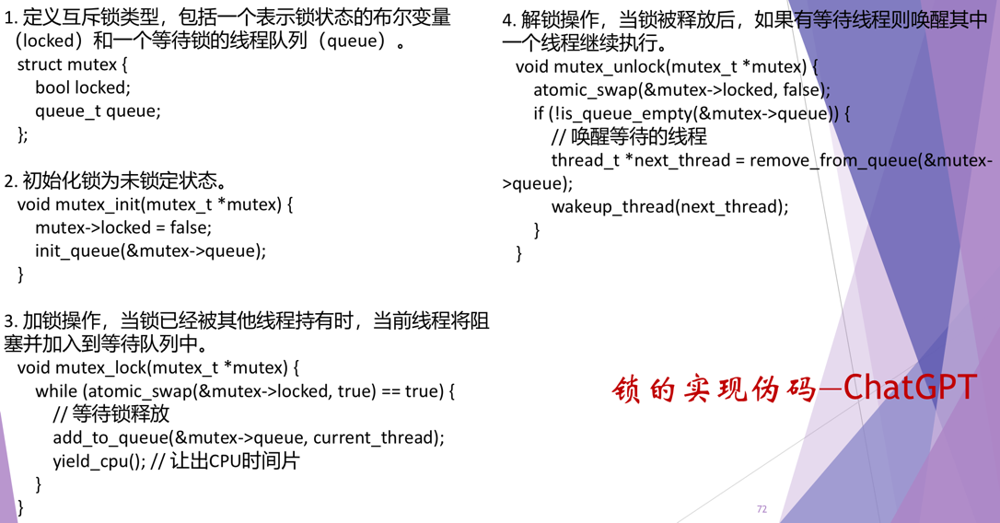 1. 定义互斥锁类型，包括一个表示锁状态的布尔变量
（locked）和一个等待锁的线程队列（queue）。
struct mutex {
bool locked;
queue_t queue;
};
2. 初始化锁为未锁定状态。
void mutex_init(mutex_t *mutex) {
mutex->locked = false;
init_queue(&mutex->queue);
}
3. 加锁操作，当锁已经被其他线程持有时，当前线程将阻
塞并加入到等待队列中。
void mutex_lock(mutex_t *mutex) {
while (atomic_swap(&mutex->locked, true) == true) {
// 等待锁释放
add_to_queue(&mutex->queue, current_thread);
yield_cpu(); // 让出CPU时间片
}
}
4. 解锁操作，当锁被释放后，如果有等待线程则唤醒其中
一个线程继续执行。
void mutex_unlock(mutex_t *mutex) {
atomic_swap(&mutex->locked, false);
if (!is_queue_empty(&mutex->queue)) {
// 唤醒等待的线程
thread_t *next_thread = remove_from_queue(&mutex-
>queue);
wakeup_thread(next_thread);
}
}
锁的实现伪码—ChatGPT
72